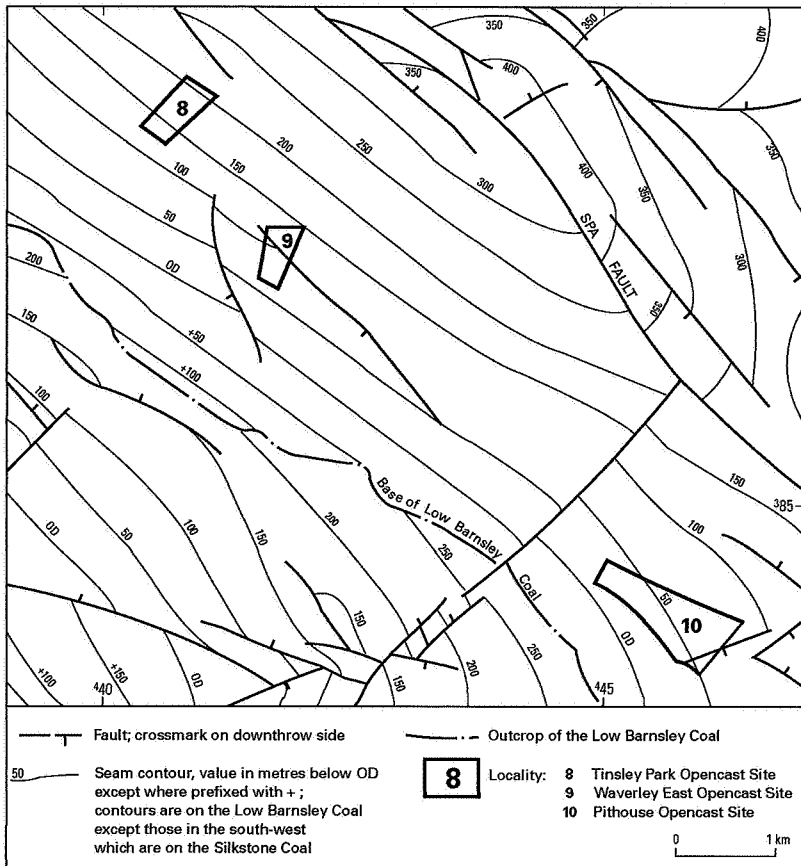 350
350
400
400
350
8
200
250
400
350
350
100
150
300
50
9
SPA
FAULT
300
OD
200
350
+50
150
+100
100
150
Base of Low Barnsley
385
100
OD
50
100
150
200
250
Coal
50
10
150
OD
+100
+150
OD
150
200
250
440
445
Fault; crossmark on downthrow side
Outcrop of the Low Barnsley Coal
50 Seam contour, value in metres below OD
except where prefixed with + ;
contours are on the Low Barnsley Coal
except those in the south-west
which are on the Silkstone Coal
8 Locality: 8 Tinsley Park Opencast Site
9 Waverley East Opencast Site
10 Pithouse Opencast Site
0 1 km